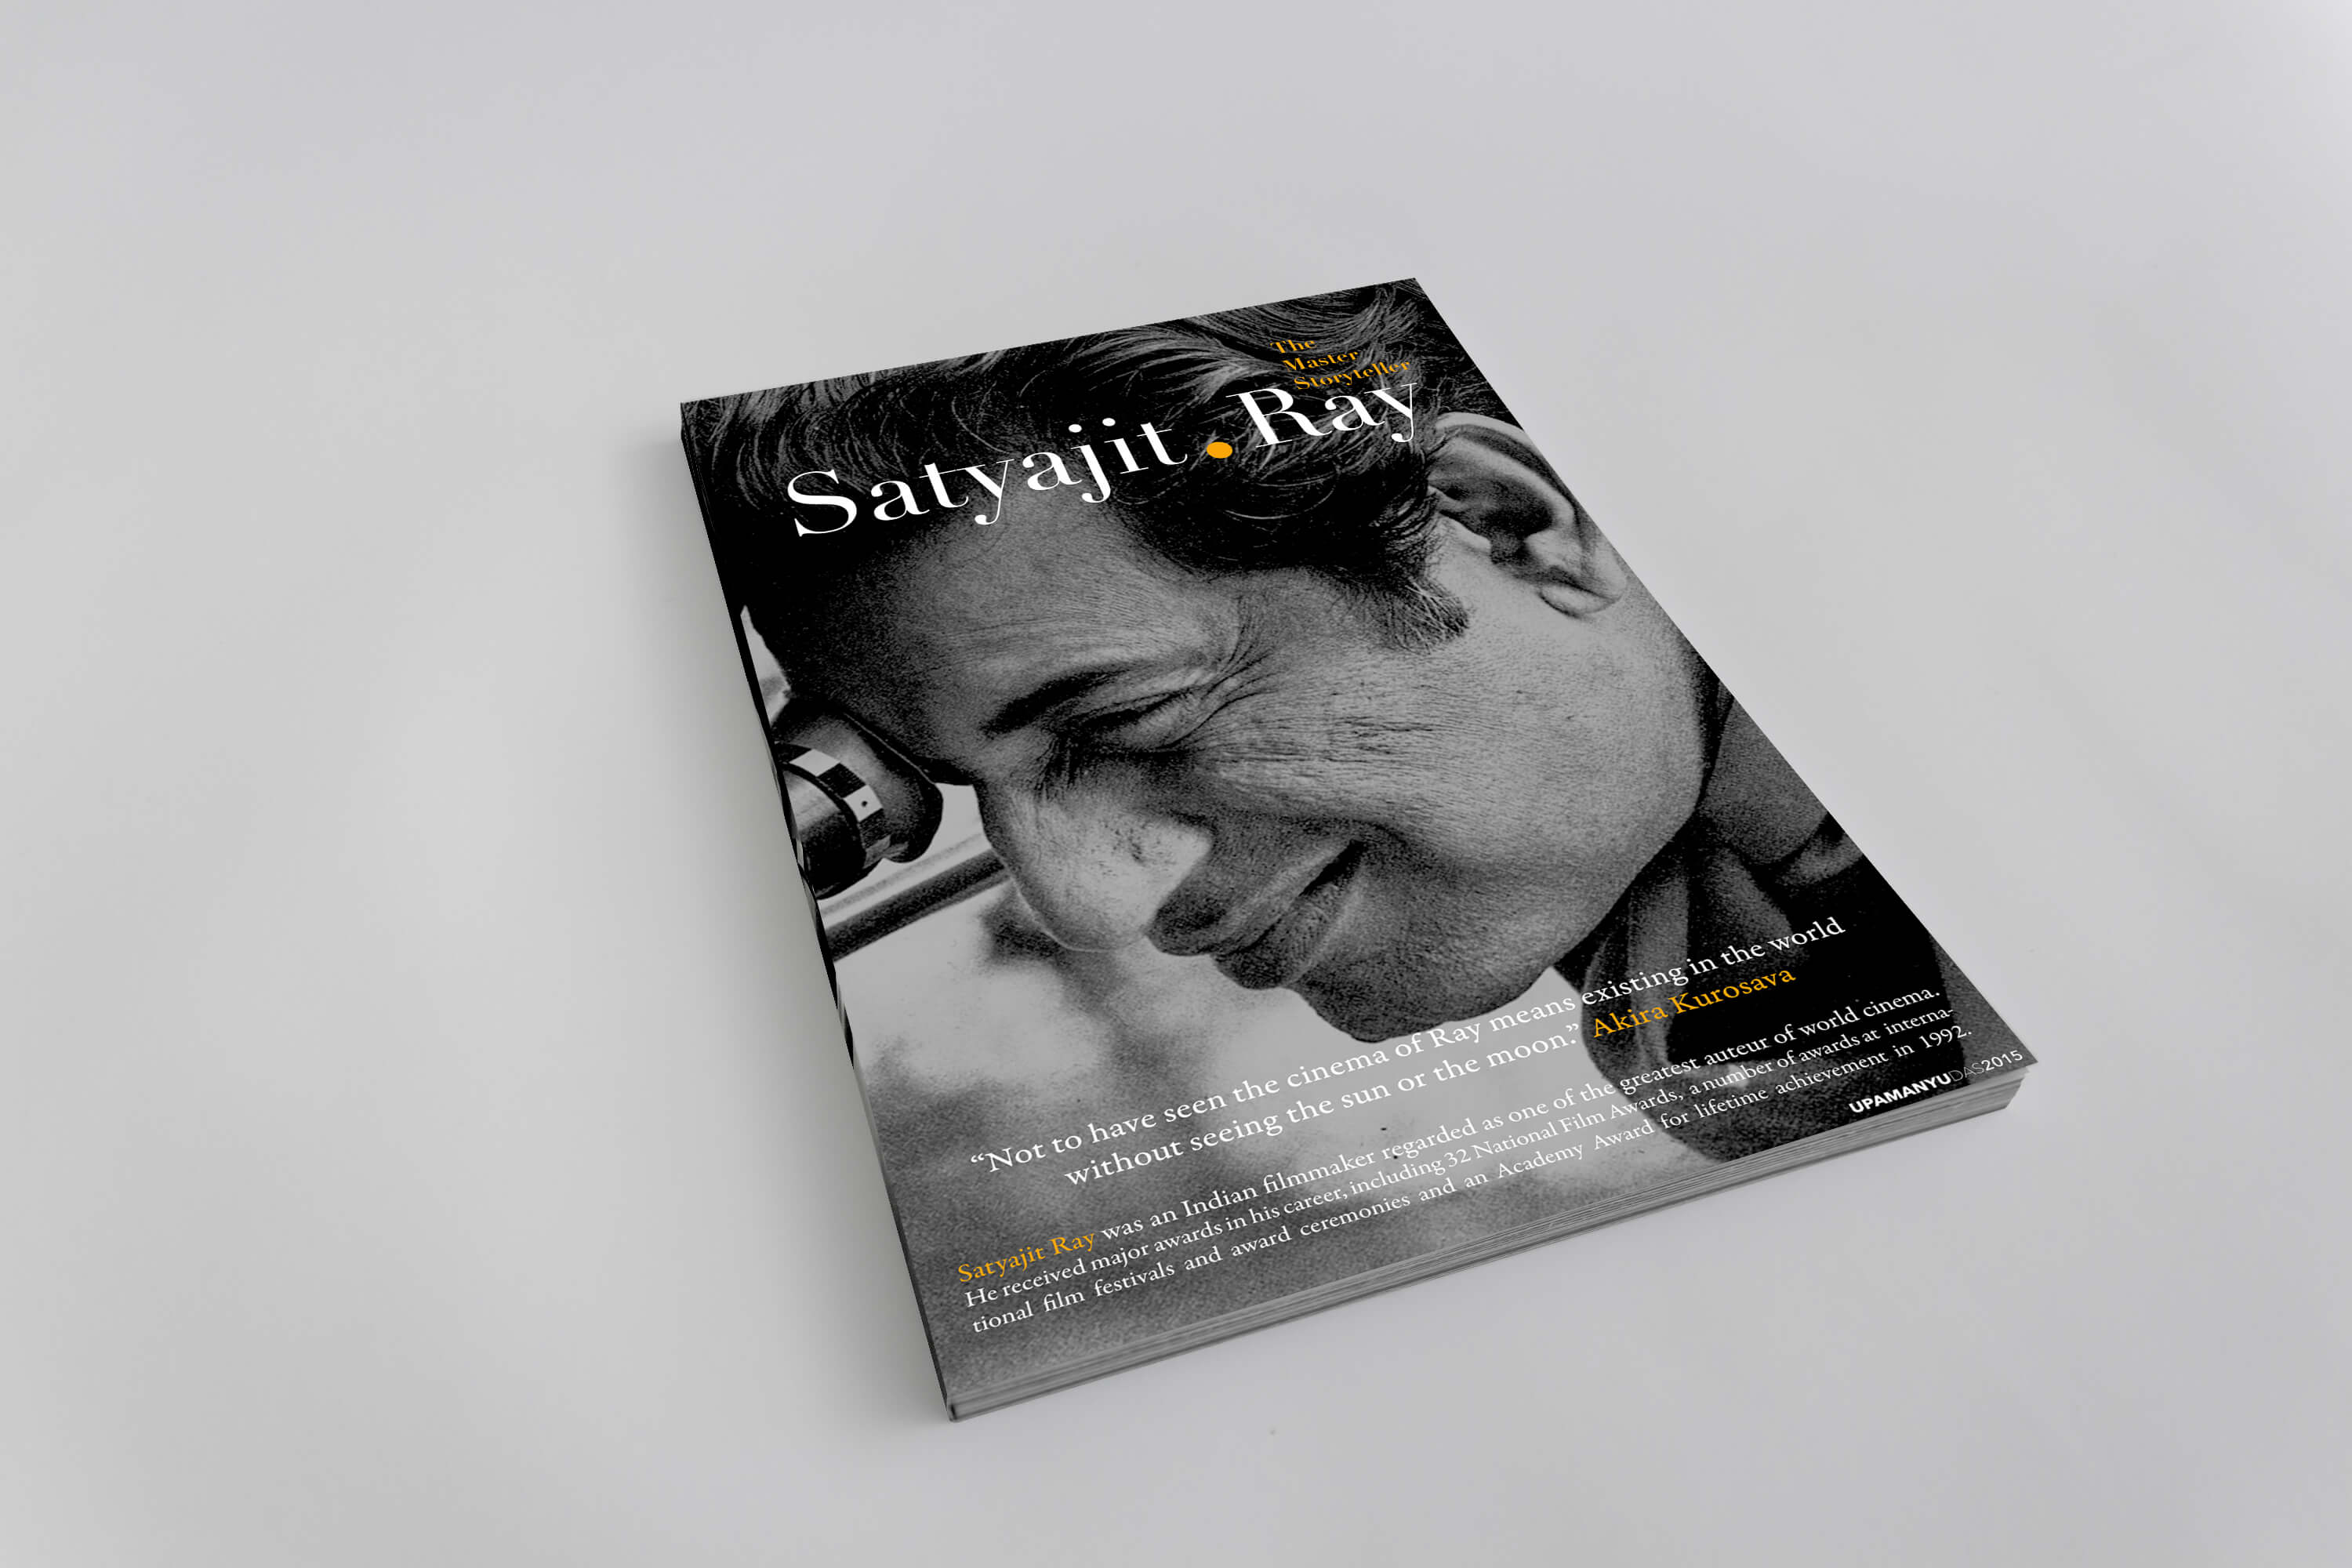 The
Master
Storyteller
Satyajit . Ray
“Not to have seen the cinema of Ray means existing in the world
without seeing the sun or the moon.” Akira Kurosava
Satyajit Ray was an Indian filmmaker regarded as one of the greatest auteur of world cinema.
He received major awards in his career, including 32 National Film Awards, a number of awards at interna-
tional film festivals and award ceremonies and an Academy Award for lifetime achievement in 1992.
UPAMANYUDAS2015